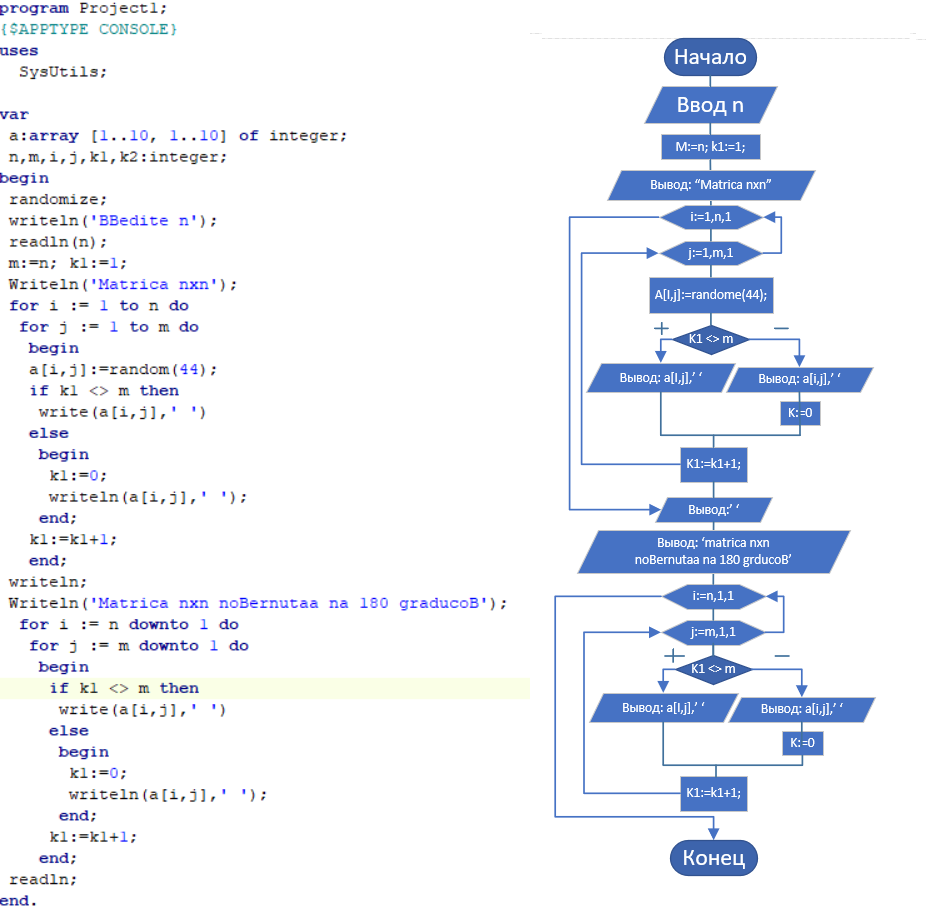 program Project1;
{$APPTYPE CONSOLE}
uses
SysUtils;
var
a:array [1..10, 1..10] of integer;
n,m,i,j,k1,k2:integer;
begin
randomize;
writeln('BBedite n');
readln(n);
m:=n; k1:=1;
Writeln('Matrica nxn');
for i := 1 to n do
for j := 1 to m do
begin
a[i,j]:=random(44);
if k1 <> m then
write(a[i,j],' ')
else
begin
k1:=0;
writeln(a[i,j],' ');
end;
k1:=k1+1;
end;
writeln;
Writeln('Matrica nxn noBernutaa na 180 graducoB');
for i := n downto 1 do
for j := m downto 1 do
begin
if k1 <> m then
write(a[i,j],' ')
else
begin
k1:=0;
writeln(a[i,j],' ');
end;
k1:=k1+1;
end;
readln;
end.
Начало
Ввод n
M:=n; k1:=1;
Вывод: “Matrica nxn”
i:=1,n,1
j:=1,m,1
A[I,j]:=randome(44);
+
K1 <> m
−
Вывод: a[I,j],’ ‘
Вывод: a[i,j],’ ‘
K:=0
K1:=k1+1;
Вывод:’ ‘
Вывод: ‘matrica nxn
noBernutaa na 180 grducoB’
i:=n,1,1
j:=m,1,1
+
K1 <> m
−
Вывод: a[I,j],’ ‘
Вывод: a[i,j],’ ‘
K:=0
K1:=k1+1;
Конец